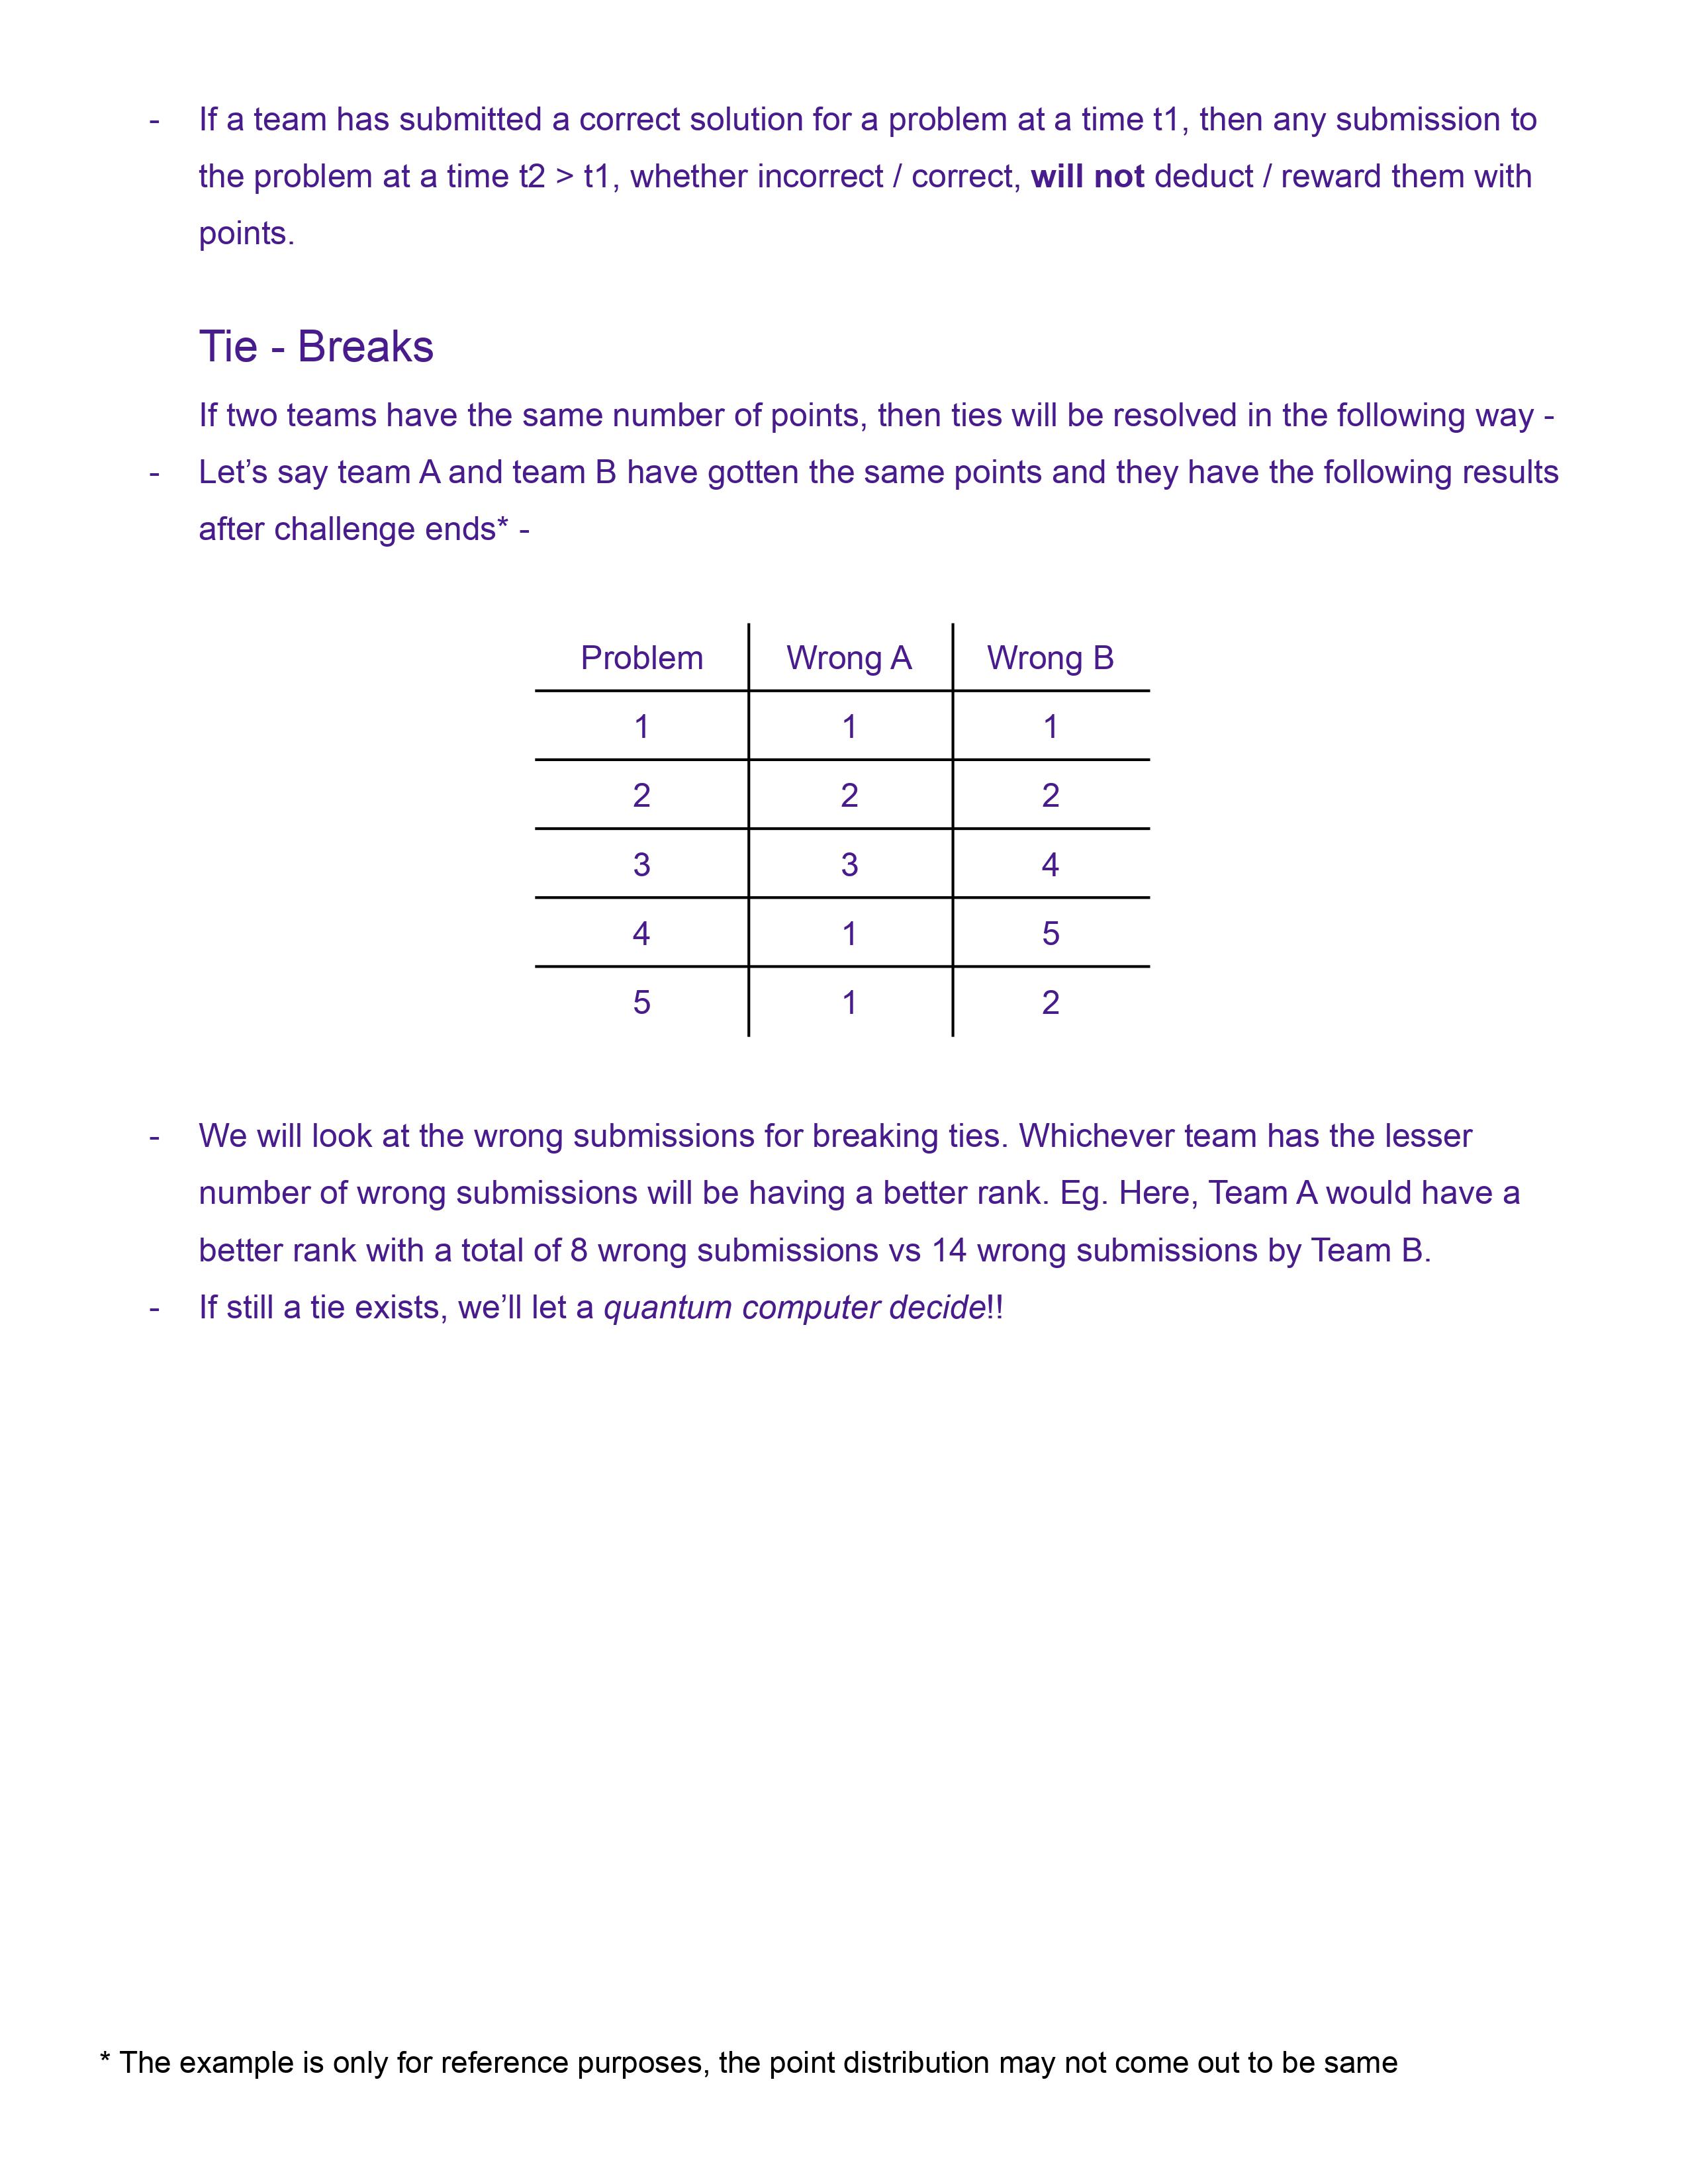 - If a team has submitted a correct solution for a problem at a time t1, then any submission to
the problem at a time t2 > t1, whether incorrect / correct, will not deduct / reward them with
points.
Tie - Breaks
If two teams have the same number of points, then ties will be resolved in the following way -
- Let’s say team A and team B have gotten the same points and they have the following results
after challenge ends* -
Problem Wrong A Wrong B
1 1 1
2 2 2
3 3 4
4 1 5
5 1 2
- We will look at the wrong submissions for breaking ties. Whichever team has the lesser
number of wrong submissions will be having a better rank. Eg. Here, Team A would have a
better rank with a total of 8 wrong submissions vs 14 wrong submissions by Team B.
- If still a tie exists, we’ll let a quantum computer decide!!
* The example is only for reference purposes, the point distribution may not come out to be same